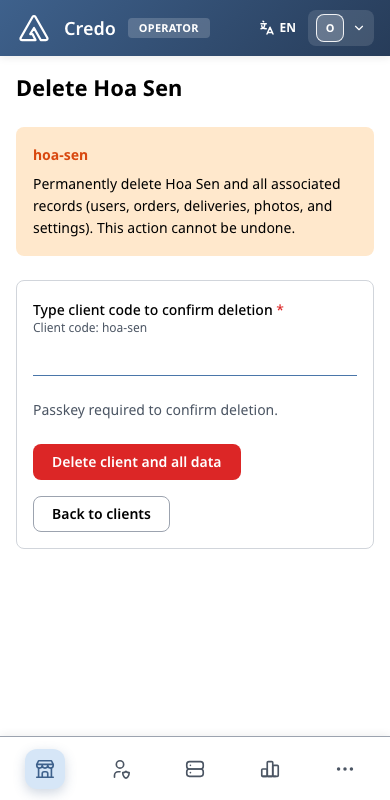 Credo
OPERATOR
EN
O
Delete Hoa Sen
hoa-sen
Permanently delete Hoa Sen and all associated
records (users, orders, deliveries, photos, and
settings). This action cannot be undone.
Type client code to confirm deletion *
Client code: hoa-sen
Passkey required to confirm deletion.
Delete client and all data
Back to clients